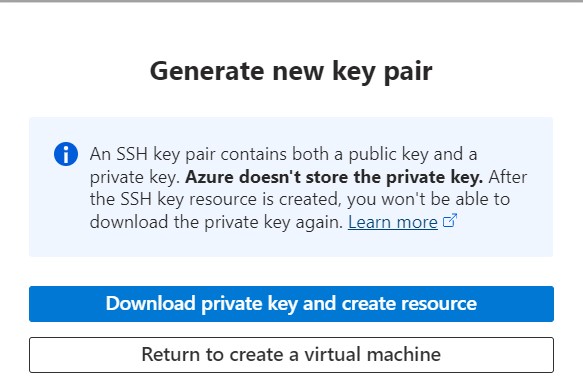 Generate new key pair
An SSH key pair contains both a public key and a
private key. Azure doesn't store the private key. After
the SSH key resource is created, you won't be able to
download the private key again. Learn more
Download private key and create resource
Return to create a virtual machine